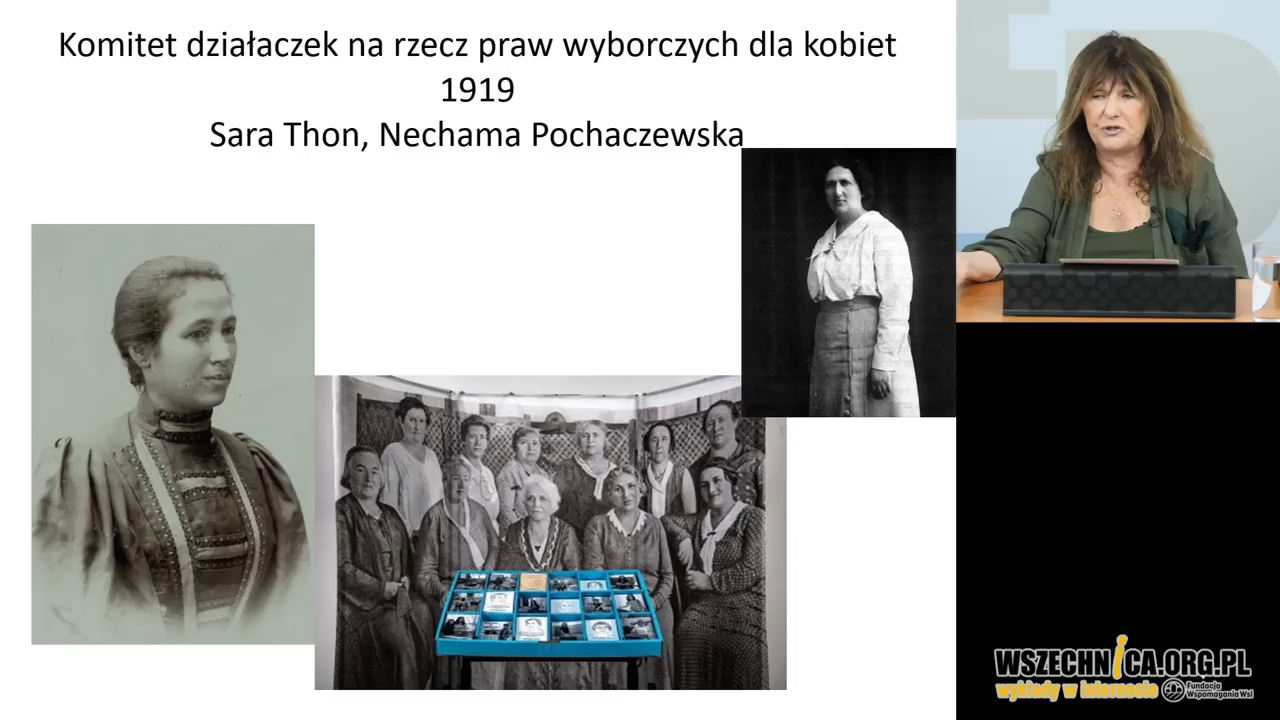 Komitet działaczek na rzecz praw wyborczych dla kobiet
1919
Sara Thon, Nechama Pochaczewska
WSZECHNICA.ORG.PL
wykłady w internecie
Fundacja
Wspomagania Wsi